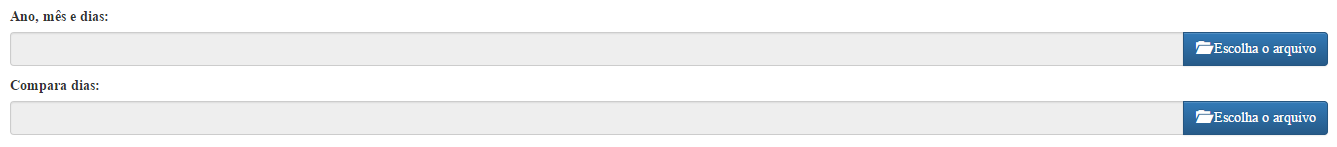 Ano, mês e dias:
Escolha o arquivo
Compara dias:
Escolha o arquivo